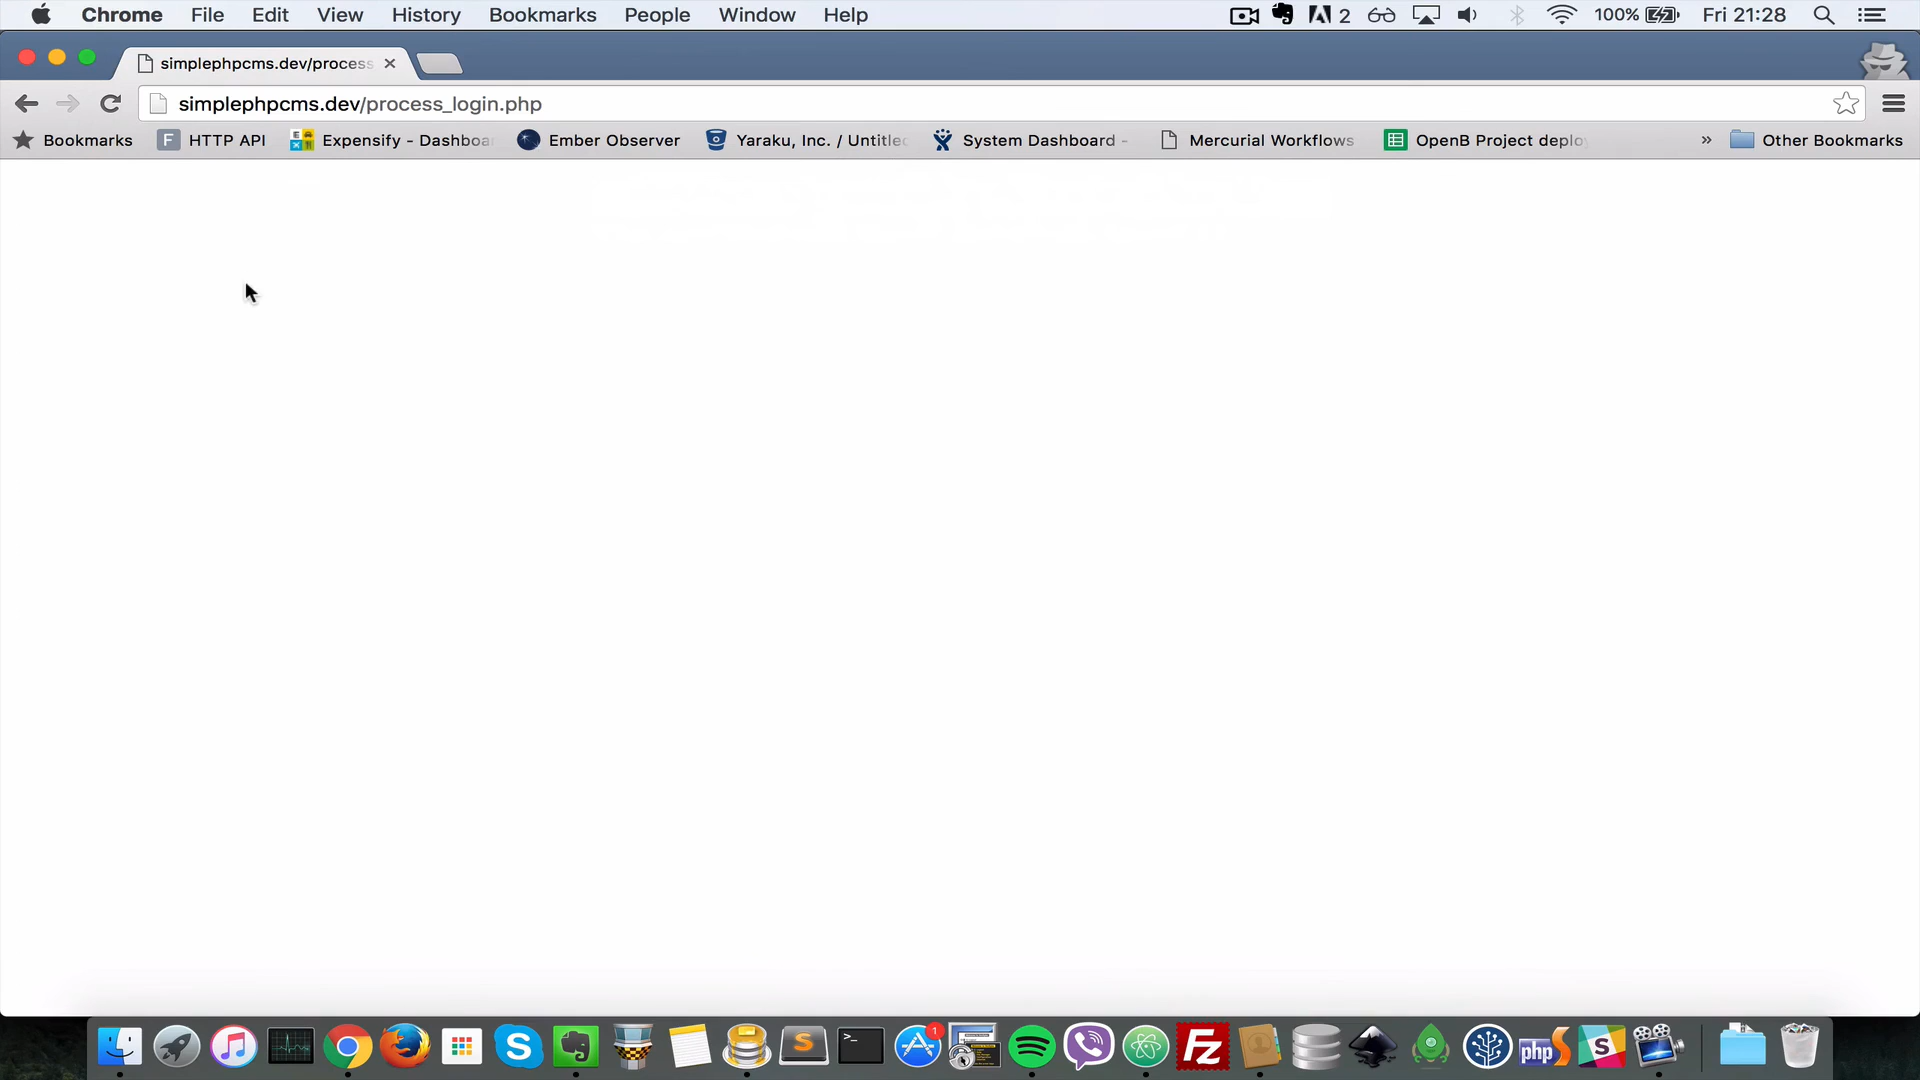 Chrome File Edit View History Bookmarks People Window Help 2 100% Fri 21:28
simplephpcms.dev/process
simplephpcms.dev/process_login.php
Bookmarks HTTP API Expensify - Dashboar Ember Observer Yaraku, Inc. / Untitle System Dashboard - Mercurial Workflows OpenB Project deplo » Other Bookmarks
S S >_ 1 Fz php S